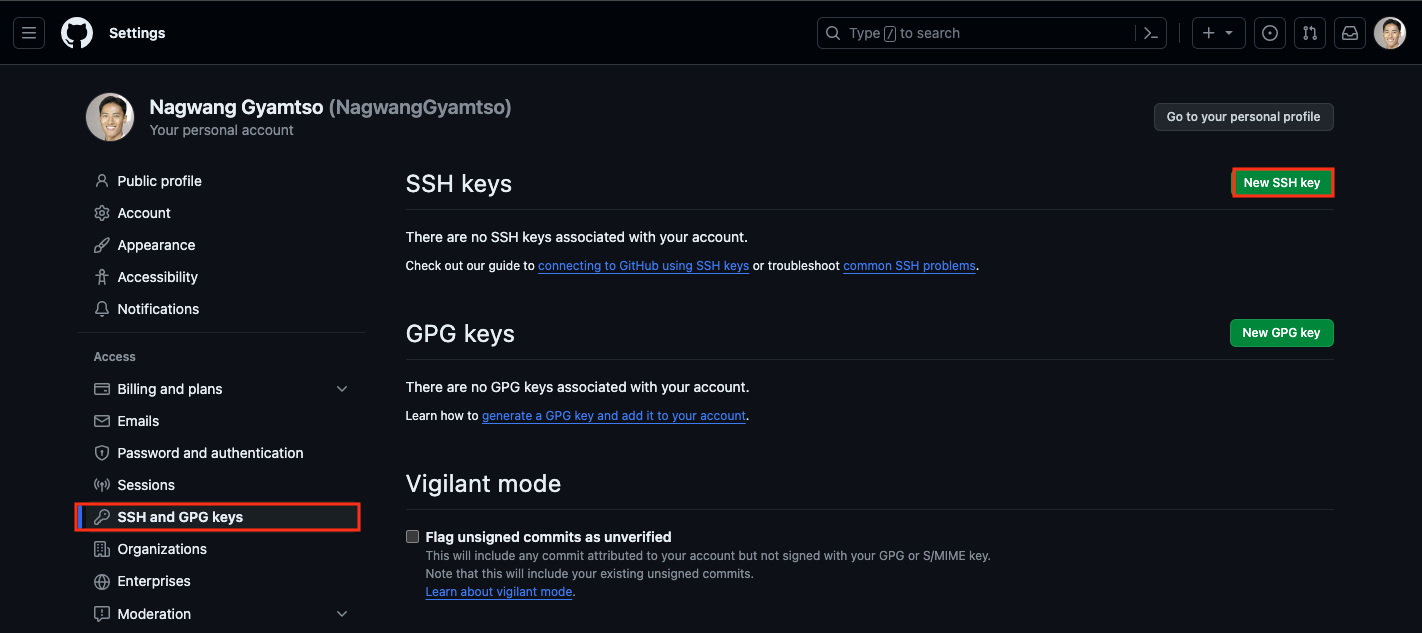 Settings
Type / to search
Nagwang Gyamtso (NagwangGyamtso)
Your personal account
Go to your personal profile
Public profile
Account
Appearance
Accessibility
Notifications
Access
Billing and plans
Emails
Password and authentication
Sessions
SSH and GPG keys
Organizations
Enterprises
Moderation
SSH keys
New SSH key
There are no SSH keys associated with your account.
Check out our guide to connecting to GitHub using SSH keys or troubleshoot common SSH problems.
GPG keys
New GPG key
There are no GPG keys associated with your account.
Learn how to generate a GPG key and add it to your account.
Vigilant mode
Flag unsigned commits as unverified
This will include any commit attributed to your account but not signed with your GPG or S/MIME key.
Note that this will include your existing unsigned commits.
Learn about vigilant mode.